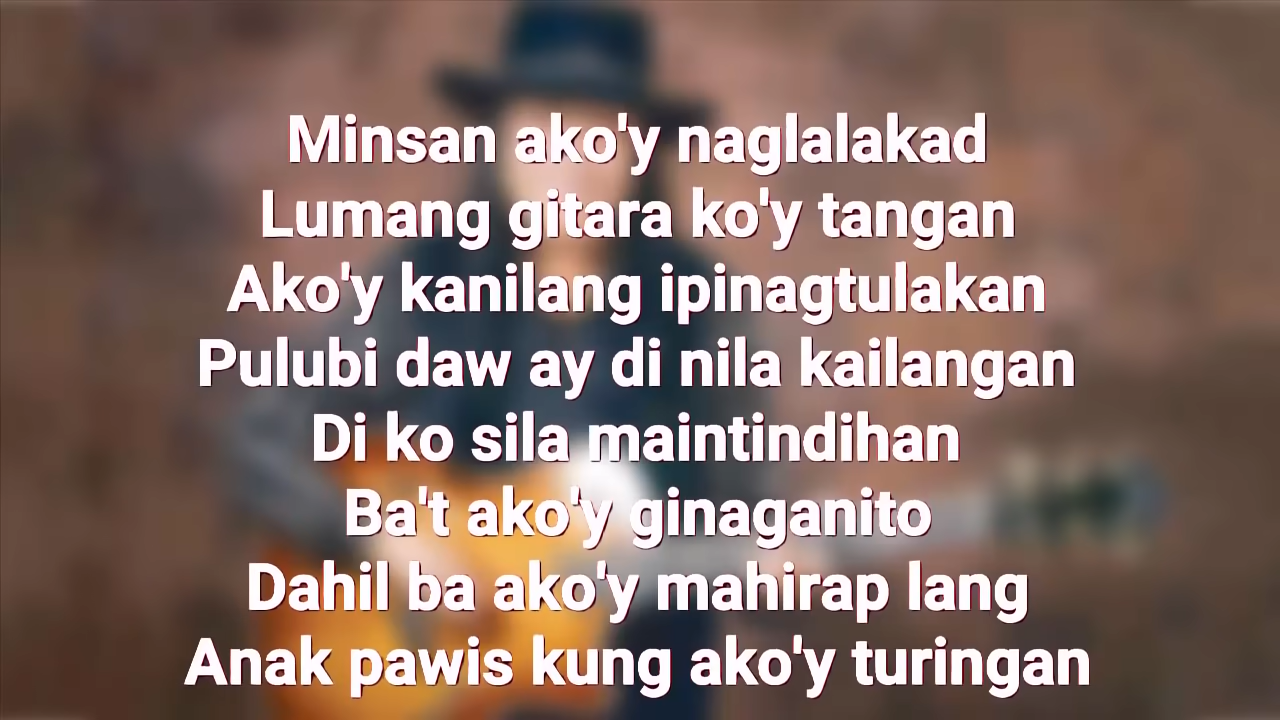 Minsan ako'y naglalakad
Lumang gitara ko'y tangan
Ako'y kanilang ipinagtulakan
Pulubi daw ay di nila kailangan
Di ko sila maintindihan
Ba't ako'y ginaganito
Dahil ba ako'y mahirap lang
Anak pawis kung ako'y turingan